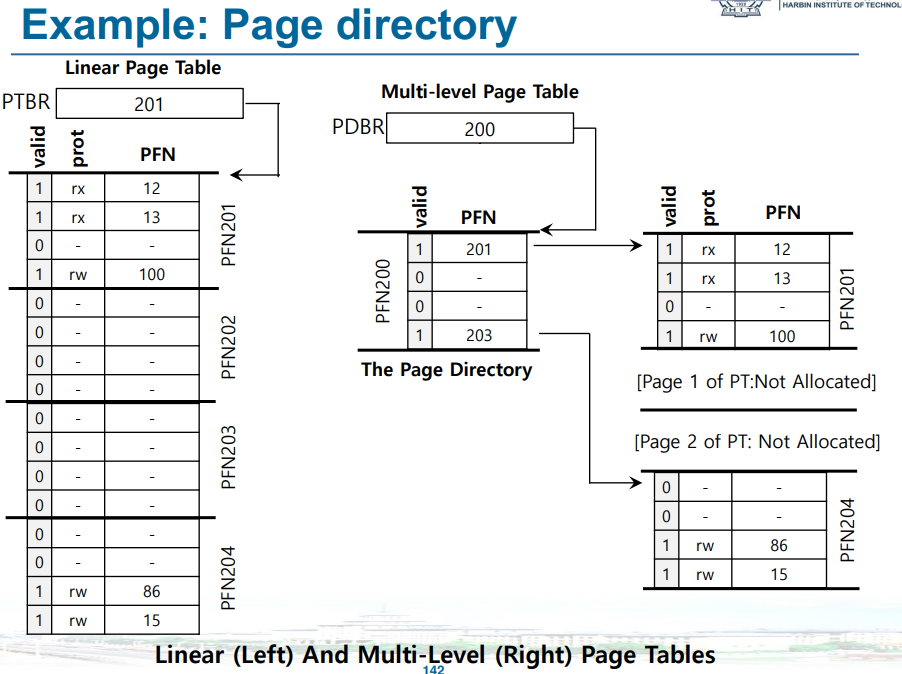 Example: Page directory
HARBIN INSTITUTE OF TECHNOL
Linear Page Table
PTBR 201
valid prot PFN
1 rx 12
1 rx 13
0 - -
1 rw 100
PFN201
0 - -
0 - -
0 - -
0 - -
PFN202
0 - -
0 - -
0 - -
0 - -
PFN203
0 - -
0 - -
1 rw 86
1 rw 15
PFN204
Multi-level Page Table
PDBR 200
valid PFN
1 201
0 -
0 -
1 203
PFN200
The Page Directory
valid prot PFN
1 rx 12
1 rx 13
0 - -
1 rw 100
PFN201
[Page 1 of PT:Not Allocated]
[Page 2 of PT: Not Allocated]
0 - -
0 - -
1 rw 86
1 rw 15
PFN204
Linear (Left) And Multi-Level (Right) Page Tables
142